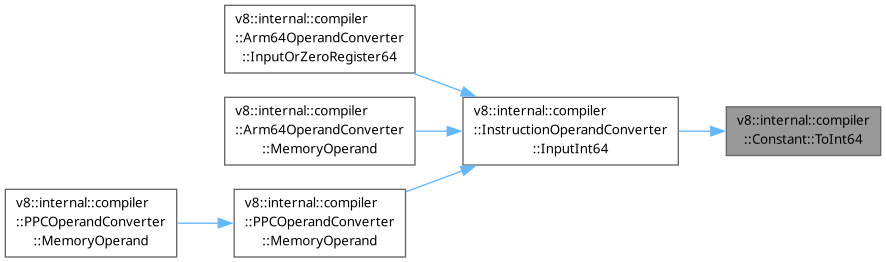 v8::internal::compiler
::Arm64OperandConverter
::InputOrZeroRegister64
v8::internal::compiler
::Arm64OperandConverter
::MemoryOperand
v8::internal::compiler
::InstructionOperandConverter
::InputInt64
v8::internal::compiler
::Constant::ToInt64
v8::internal::compiler
::PPCOperandConverter
::MemoryOperand
v8::internal::compiler
::PPCOperandConverter
::MemoryOperand